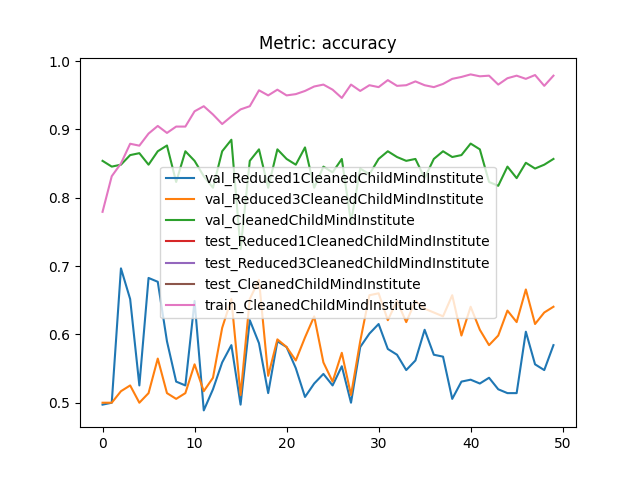 Metric: accuracy
1.0
0.9
0.8
0.7
0.6
0.5
val_Reduced1CleanedChildMindInstitute
val_Reduced3CleanedChildMindInstitute
val_CleanedChildMindInstitute
test_Reduced1CleanedChildMindInstitute
test_Reduced3CleanedChildMindInstitute
test_CleanedChildMindInstitute
train_CleanedChildMindInstitute
0 10 20 30 40 50